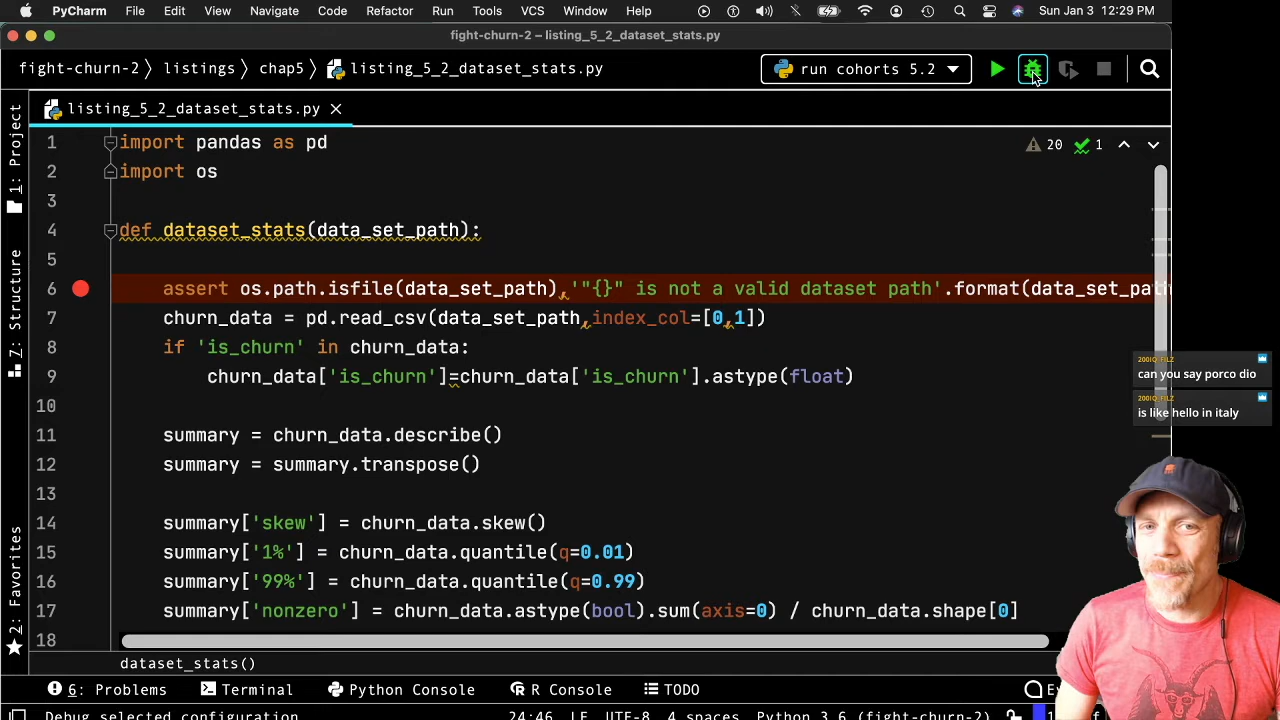 PyCharm File Edit View Navigate Code Refactor Run Tools VCS Window Help Sun Jan 3 12:29 PM
fight-churn-2 – listing_5_2_dataset_stats.py
fight-churn-2 listings chap5 listing_5_2_dataset_stats.py run cohorts 5.2
listing_5_2_dataset_stats.py
20 1
1: Project
Z: Structure
2: Favorites
1 import pandas as pd
2 import os
3
4 def dataset_stats(data_set_path):
5
6 assert os.path.isfile(data_set_path),'"{}" is not a valid dataset path'.format(data_set_path
7 churn_data = pd.read_csv(data_set_path,index_col=[0,1])
8 if 'is_churn' in churn_data:
9 churn_data['is_churn']=churn_data['is_churn'].astype(float)
10
11 summary = churn_data.describe()
12 summary = summary.transpose()
13
14 summary['skew'] = churn_data.skew()
15 summary['1%'] = churn_data.quantile(q=0.01)
16 summary['99%'] = churn_data.quantile(q=0.99)
17 summary['nonzero'] = churn_data.astype(bool).sum(axis=0) / churn_data.shape[0]
18
200IQ_FILZ
can you say porco dio
200IQ_FILZ
is like hello in italy
dataset_stats()
6: Problems Terminal Python Console R Console TODO
Debug selected configuration 24:46 LF UTF-8 4 spaces Python 3.6 (fight-churn-2)